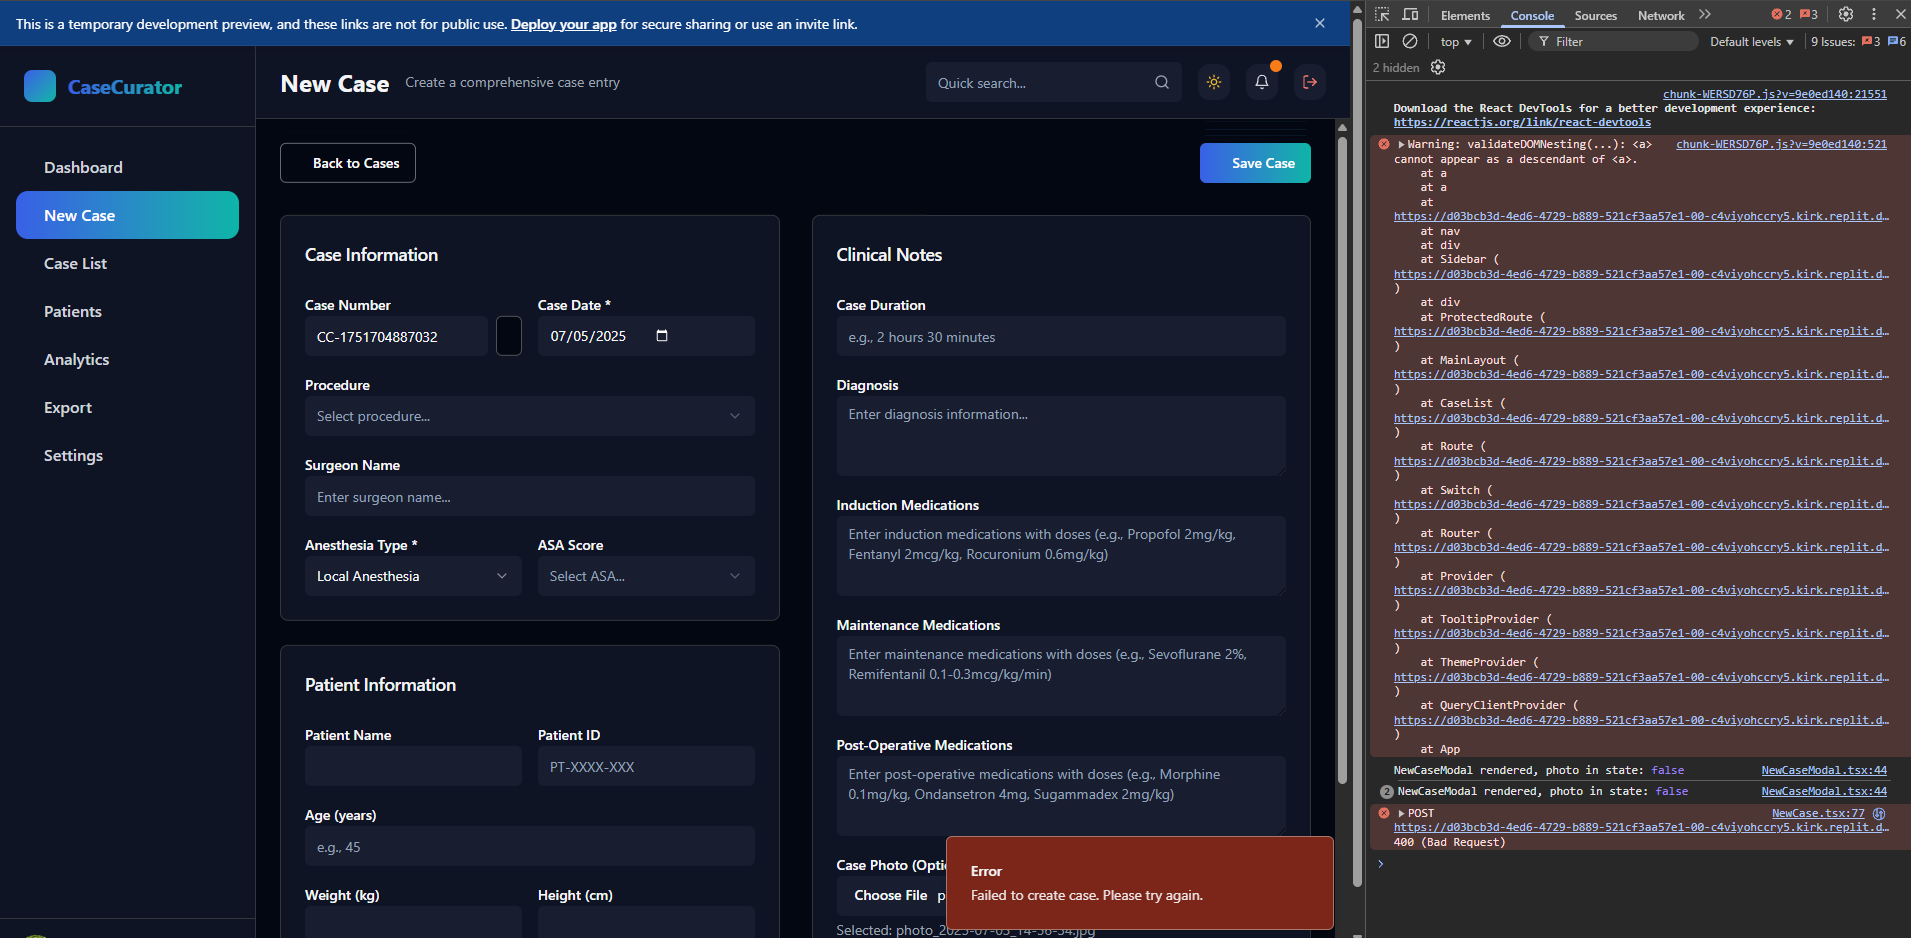 This is a temporary development preview, and these links are not for public use. Deploy your app for secure sharing or use an invite link.
CaseCurator
New Case
Create a comprehensive case entry
Quick search...
Dashboard
New Case
Case List
Patients
Analytics
Export
Settings
Back to Cases
Save Case
Case Information
Case Number
Case Date *
CC-1751704887032
07/05/2025
Procedure
Select procedure...
Surgeon Name
Enter surgeon name...
Anesthesia Type *
ASA Score
Local Anesthesia
Select ASA...
Patient Information
Patient Name
Patient ID
PT-XXXX-XXX
Age (years)
e.g., 45
Weight (kg)
Height (cm)
Clinical Notes
Case Duration
e.g., 2 hours 30 minutes
Diagnosis
Enter diagnosis information...
Induction Medications
Enter induction medications with doses (e.g., Propofol 2mg/kg,
Fentanyl 2mcg/kg, Rocuronium 0.6mg/kg)
Maintenance Medications
Enter maintenance medications with doses (e.g., Sevoflurane 2%,
Remifentanil 0.1-0.3mcg/kg/min)
Post-Operative Medications
Enter post-operative medications with doses (e.g., Morphine
0.1mg/kg, Ondansetron 4mg, Sugammadex 2mg/kg)
Case Photo (Opti
Choose File p
Error
Failed to create case. Please try again.
Elements
Console
Sources
Network
2
3
top
Filter
Default levels
9 Issues:
3
6
2 hidden
chunk-WERSD76P.js?v=9e0ed140:21551
Download the React DevTools for a better development experience:
https://reactjs.org/link/react-devtools
Warning: validateDOMNesting(...): <a> chunk-WERSD76P.js?v=9e0ed140:521
cannot appear as a descendant of <a>.
at a
at a
at
https://d03bcb3d-4ed6-4729-b889-521cf3aa57e1-00-c4viyohccry5.kirk.replit.d…
at nav
at div
at Sidebar (
https://d03bcb3d-4ed6-4729-b889-521cf3aa57e1-00-c4viyohccry5.kirk.replit.d…
)
at div
at ProtectedRoute (
https://d03bcb3d-4ed6-4729-b889-521cf3aa57e1-00-c4viyohccry5.kirk.replit.d…
)
at MainLayout (
https://d03bcb3d-4ed6-4729-b889-521cf3aa57e1-00-c4viyohccry5.kirk.replit.d…
)
at CaseList (
https://d03bcb3d-4ed6-4729-b889-521cf3aa57e1-00-c4viyohccry5.kirk.replit.d…
)
at Route (
https://d03bcb3d-4ed6-4729-b889-521cf3aa57e1-00-c4viyohccry5.kirk.replit.d…
)
at Switch (
https://d03bcb3d-4ed6-4729-b889-521cf3aa57e1-00-c4viyohccry5.kirk.replit.d…
)
at Router (
https://d03bcb3d-4ed6-4729-b889-521cf3aa57e1-00-c4viyohccry5.kirk.replit.d…
)
at Provider (
https://d03bcb3d-4ed6-4729-b889-521cf3aa57e1-00-c4viyohccry5.kirk.replit.d…
)
at TooltipProvider (
https://d03bcb3d-4ed6-4729-b889-521cf3aa57e1-00-c4viyohccry5.kirk.replit.d…
)
at ThemeProvider (
https://d03bcb3d-4ed6-4729-b889-521cf3aa57e1-00-c4viyohccry5.kirk.replit.d…
)
at QueryClientProvider (
https://d03bcb3d-4ed6-4729-b889-521cf3aa57e1-00-c4viyohccry5.kirk.replit.d…
)
at App
NewCaseModal rendered, photo in state: false NewCaseModal.tsx:44
2 NewCaseModal rendered, photo in state: false NewCaseModal.tsx:44
POST NewCase.tsx:77
https://d03bcb3d-4ed6-4729-b889-521cf3aa57e1-00-c4viyohccry5.kirk.replit.d…
400 (Bad Request)